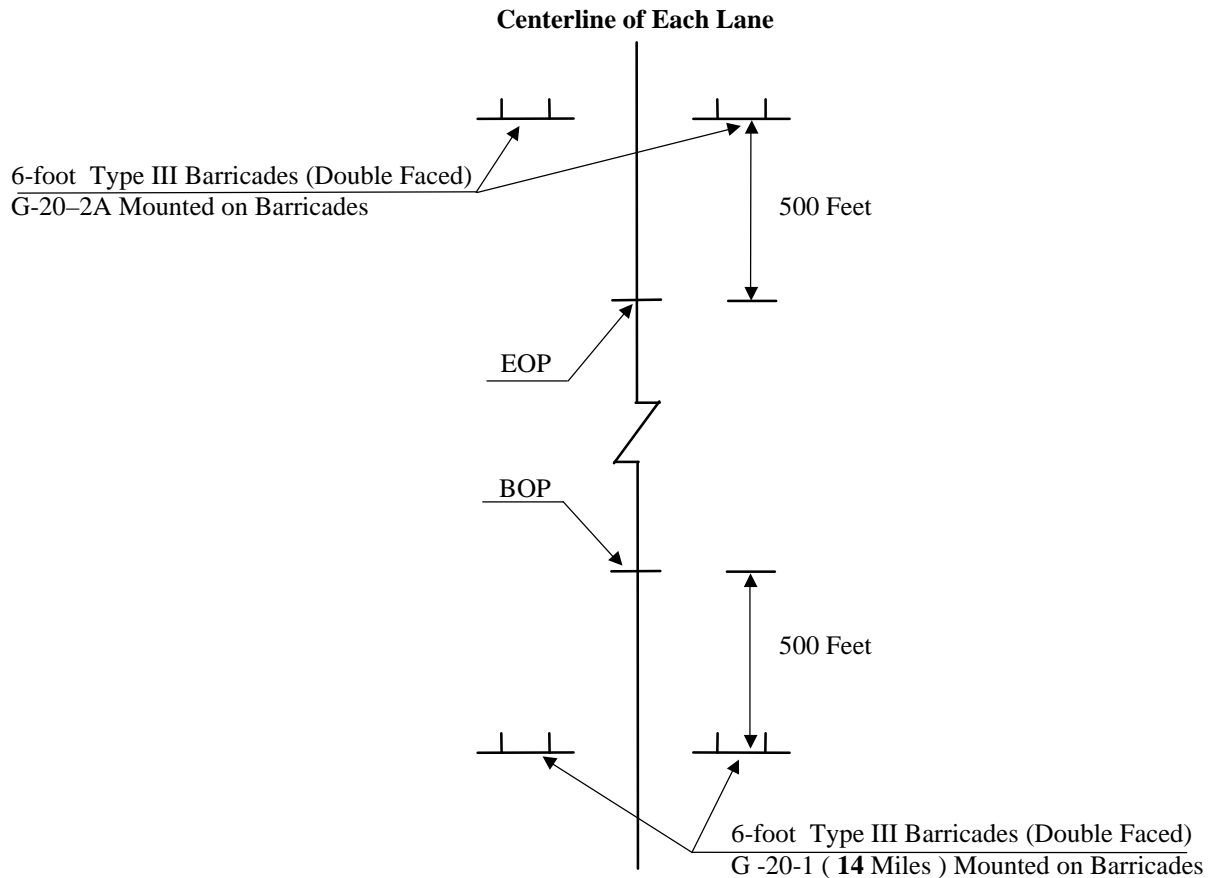 Centerline of Each Lane
6-foot Type III Barricades (Double Faced)
G-20–2A Mounted on Barricades
500 Feet
EOP
BOP
500 Feet
6-foot Type III Barricades (Double Faced)
G -20-1 ( 14 Miles ) Mounted on Barricades